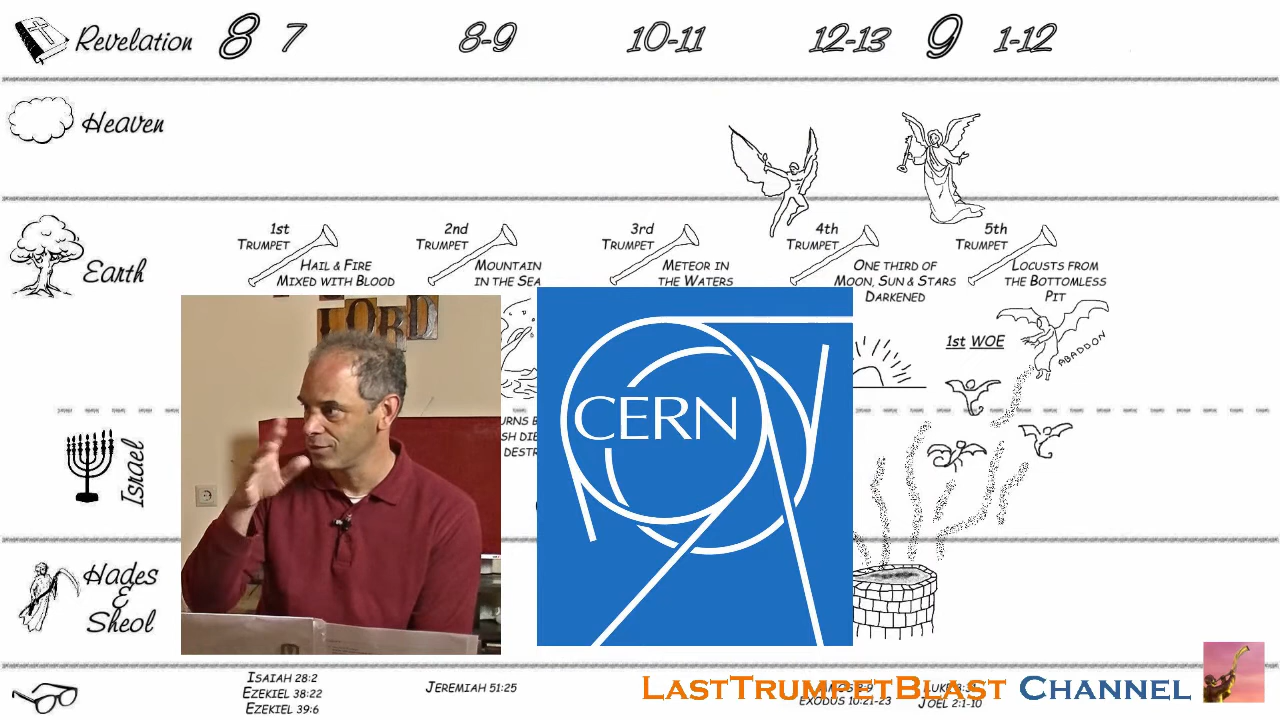 Revelation 8 7 8-9 10-11 12-13 9 1-12
Heaven
1st TRUMPET
HAIL & FIRE
MIXED WITH BLOOD
2nd TRUMPET
MOUNTAIN
IN THE SEA
3rd TRUMPET
METEOR IN
THE WATERS
4th TRUMPET
ONE THIRD OF
MOON, SUN & STARS
DARKENED
5th TRUMPET
LOCUSTS FROM
THE BOTTOMLESS
PIT
Earth
LORD
1st WOE
ABADDON
CERN
Israel
Hades
&
Sheol
ISAIAH 28:2
EZEKIEL 38:22
EZEKIEL 39:6
JEREMIAH 51:25
EXODUS 10:21-23
JOEL 2:1-10
LASTTRUMPETBLAST CHANNEL